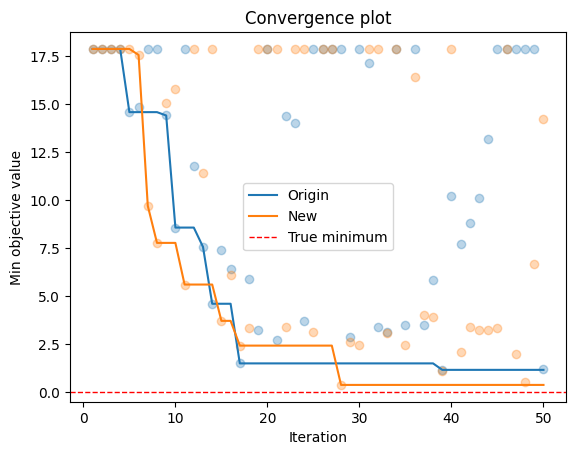 Convergence plot
Min objective value
17.5
15.0
12.5
10.0
7.5
5.0
2.5
0.0
Origin
New
True minimum
0
10
20
30
40
50
Iteration